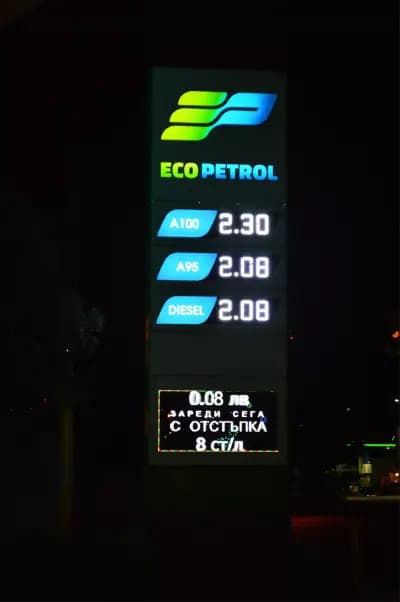 ECO PETROL
A100 2.30
A95 2.08
DIESEL 2.08
0.08 лв
ЗАРЕДИ СЕГА
С ОТСТЪПКА
8 ст/л